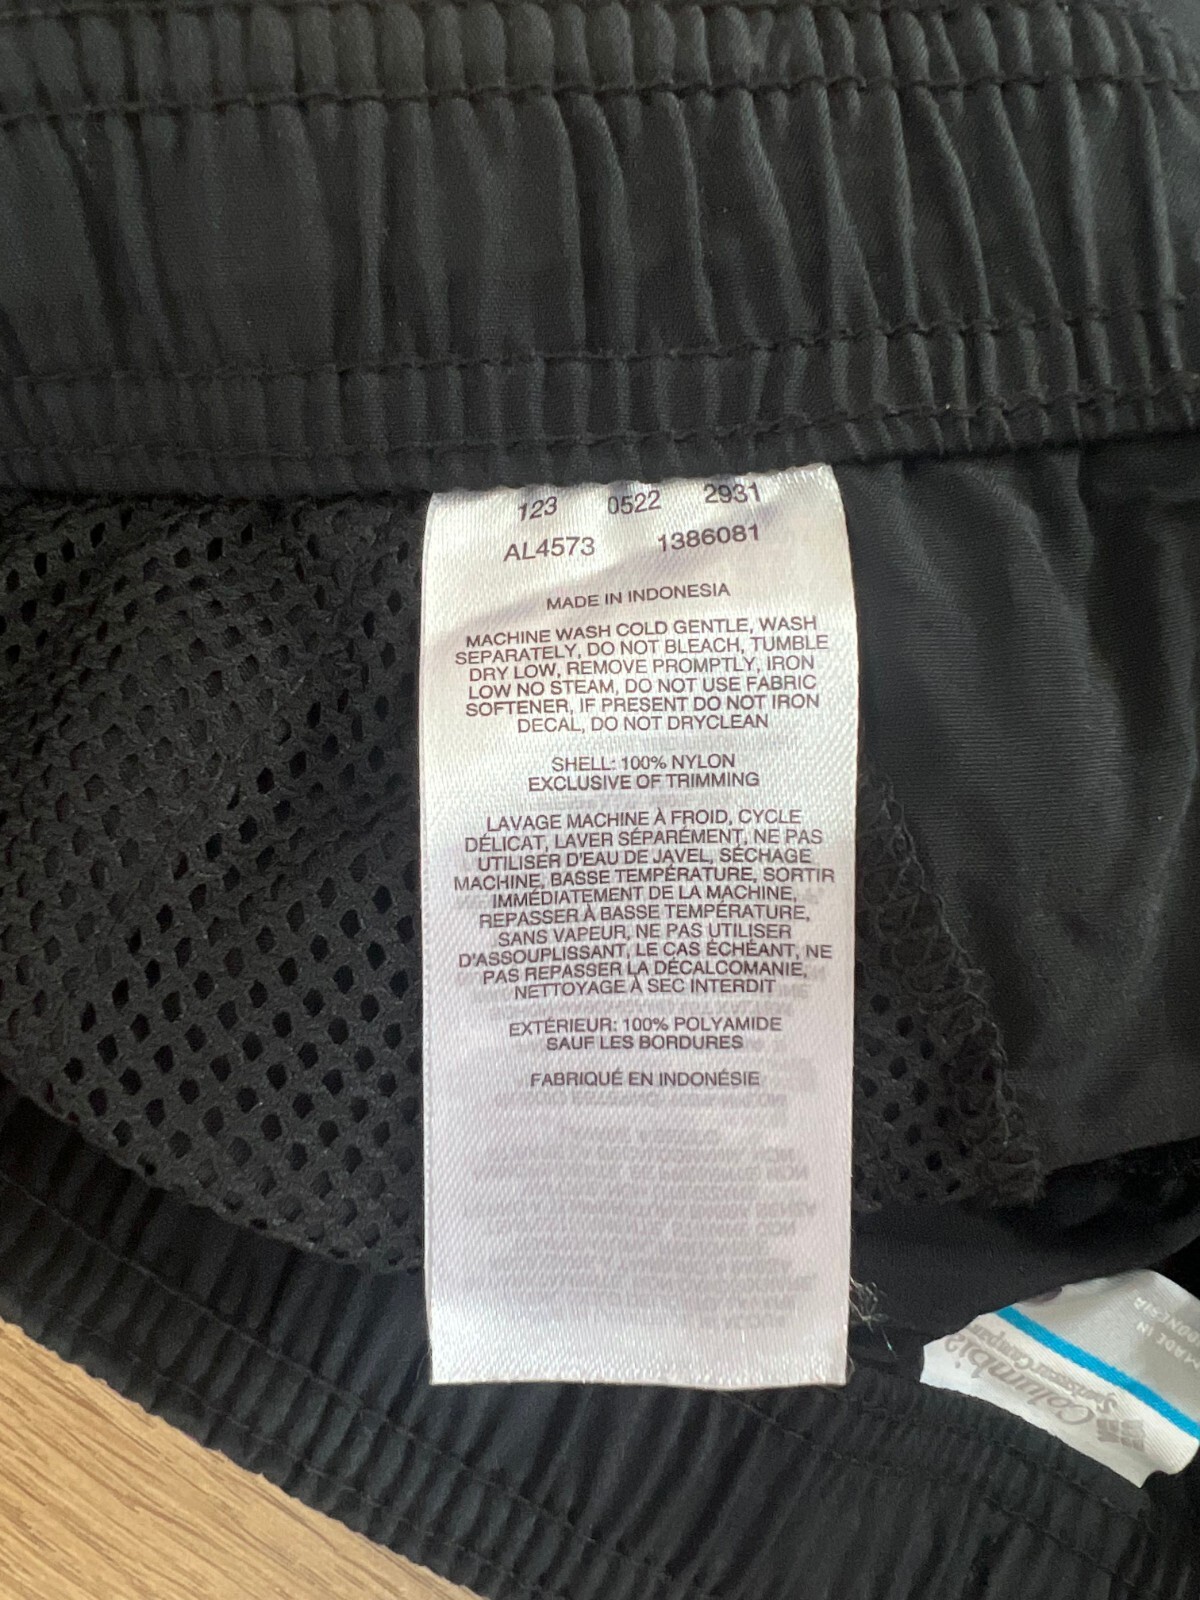 123 0522 2931
AL4573 1386081
MADE IN INDONESIA
MACHINE WASH COLD GENTLE, WASH
SEPARATELY, DO NOT BLEACH, TUMBLE
DRY LOW, REMOVE PROMPTLY, IRON
LOW NO STEAM, DO NOT USE FABRIC
SOFTENER, IF PRESENT DO NOT IRON
DECAL, DO NOT DRYCLEAN
SHELL: 100% NYLON
EXCLUSIVE OF TRIMMING
LAVAGE MACHINE À FROID, CYCLE
DÉLICAT, LAVER SÉPARÉMENT, NE PAS
UTILISER D'EAU DE JAVEL, SÉCHAGE
MACHINE, BASSE TEMPÉRATURE, SORTIR
IMMÉDIATEMENT DE LA MACHINE,
REPASSER À BASSE TEMPÉRATURE,
SANS VAPEUR, NE PAS UTILISER
D'ASSOUPLISSANT, LE CAS ÉCHÉANT, NE
PAS REPASSER LA DÉCALCOMANIE,
NETTOYAGE À SEC INTERDIT
EXTÉRIEUR: 100% POLYAMIDE
SAUF LES BORDURES
FABRIQUÉ EN INDONÉSIE
Columbia
Sportswear Company
MADE IN